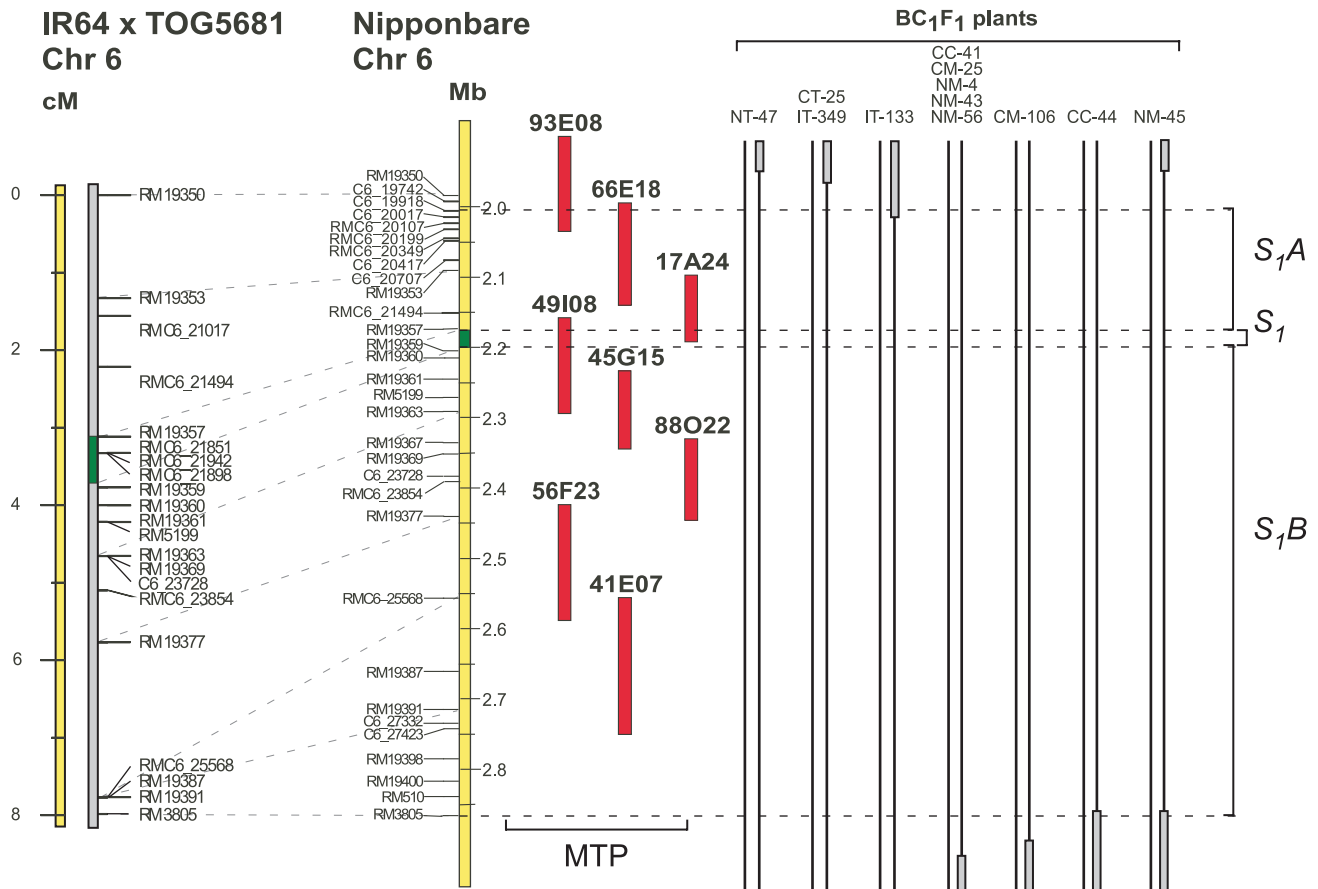 IR64 x TOG5681
Chr 6
cM
0
2
4
6
8
RM19350
RM19353
RMC6_21017
RMC6_21494
RM19357
RMC6_21851
RMC6_21942
RMC6_21898
RM19359
RM19360
RM19361
RM5199
RM19363
RM19369
C6_23728
RMC6_23854
RM19377
RMC6_25568
RM19387
RM19391
RM3805
Nipponbare
Chr 6
Mb
RM19350
C6_19742
C6_19918
C6_20017
RMC6_20107
RMC6_20199
RMC6_20349
C6_20417
C6_20707
RM19353
RMC6_21494
RM19357
RM19359
RM19360
RM19361
RM5199
RM19363
RM19367
RM19369
C6_23728
RMC6_23854
RM19377
RMC6_25568
RM19387
RM19391
C6_27332
C6_27423
RM19398
RM19400
RM510
RM3805
2.0
2.1
2.2
2.3
2.4
2.5
2.6
2.7
2.8
93E08
66E18
17A24
49I08
45G15
88O22
56F23
41E07
MTP
BC1F1 plants
NT-47
CT-25
IT-349
IT-133
CC-41
CM-25
NM-4
NM-43
NM-56
CM-106
CC-44
NM-45
S1A
S1
S1B